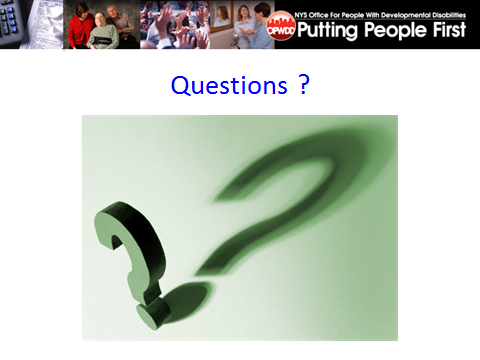 NYS Office For People With Developmental Disabilities
OPWDD
Putting People First
Questions ?